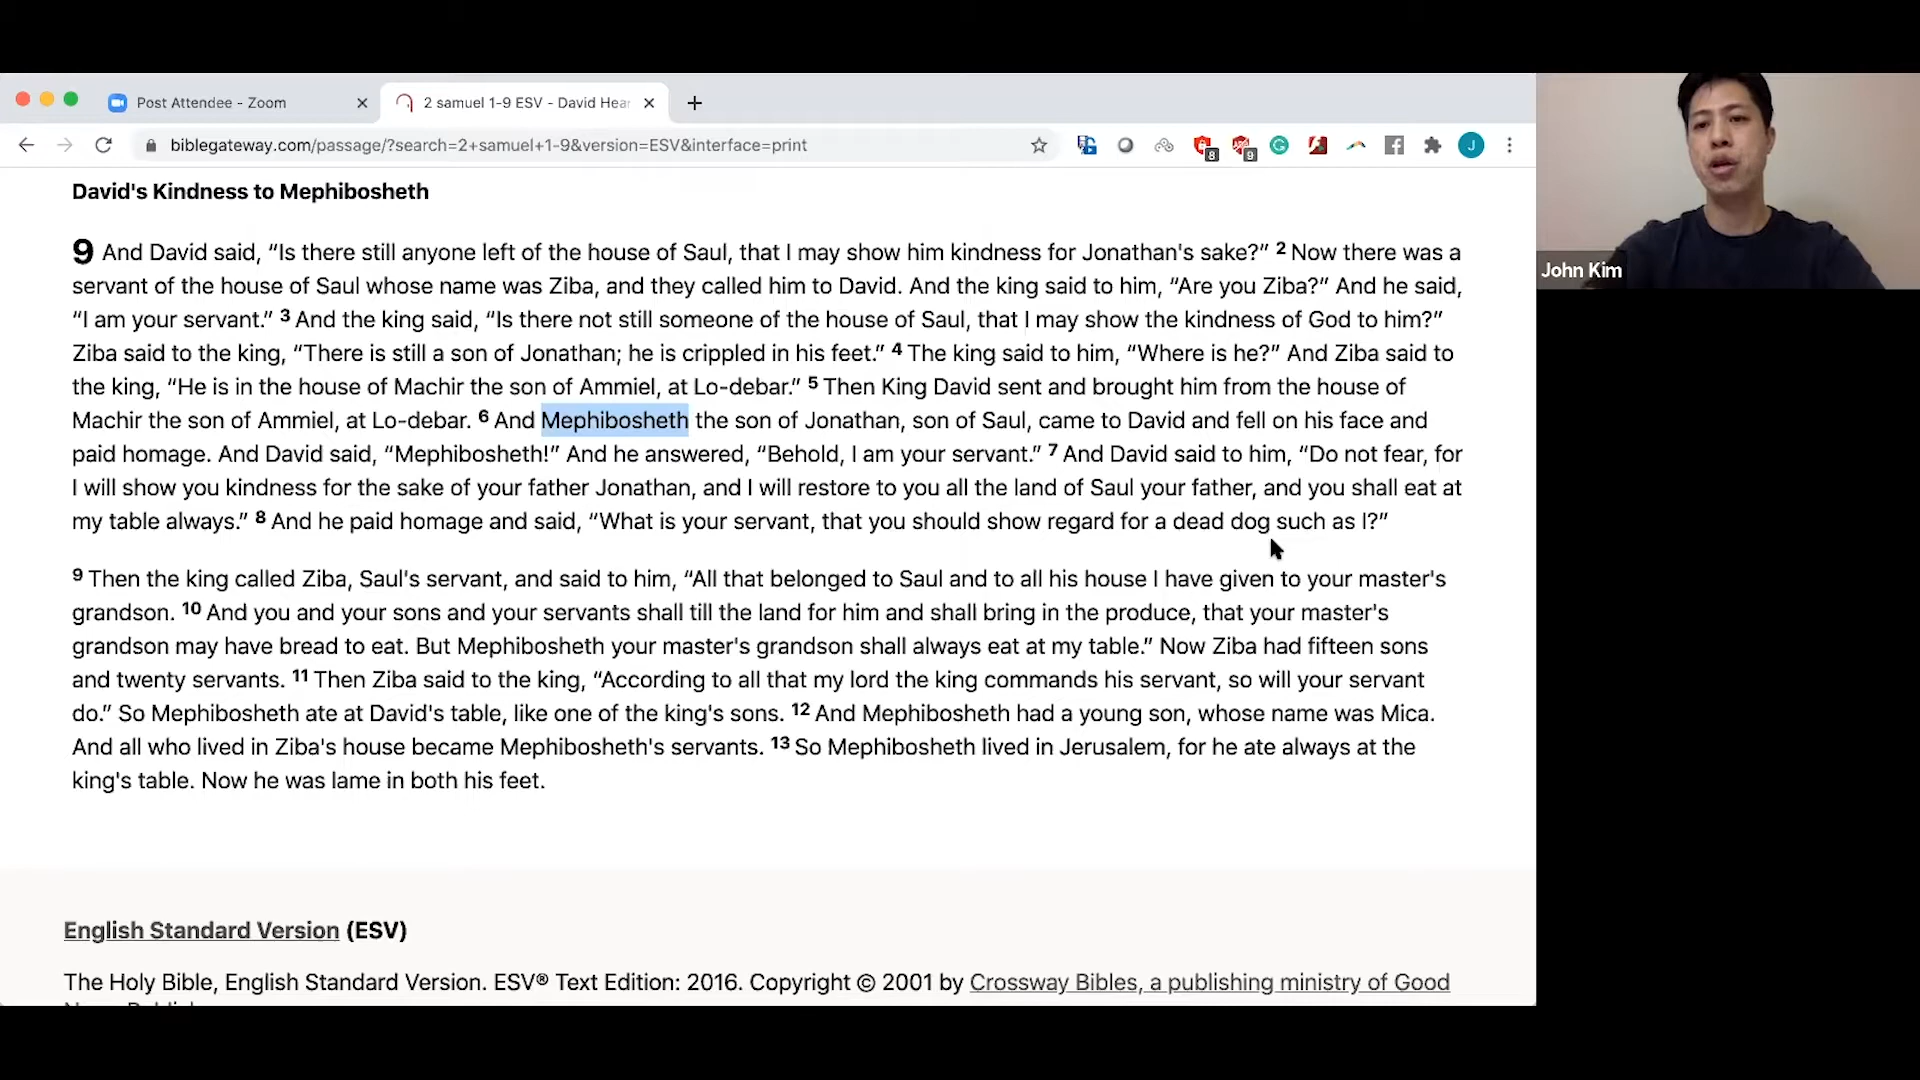 Post Attendee - Zoom
2 samuel 1-9 ESV - David Hear
biblegateway.com/passage/?search=2+samuel+1-9&version=ESV&interface=print
8
9
J
John Kim
David's Kindness to Mephibosheth
9 And David said, “Is there still anyone left of the house of Saul, that I may show him kindness for Jonathan's sake?” 2 Now there was a
servant of the house of Saul whose name was Ziba, and they called him to David. And the king said to him, “Are you Ziba?” And he said,
“I am your servant.” 3 And the king said, “Is there not still someone of the house of Saul, that I may show the kindness of God to him?”
Ziba said to the king, “There is still a son of Jonathan; he is crippled in his feet.” 4 The king said to him, “Where is he?” And Ziba said to
the king, “He is in the house of Machir the son of Ammiel, at Lo-debar.” 5 Then King David sent and brought him from the house of
Machir the son of Ammiel, at Lo-debar. 6 And Mephibosheth the son of Jonathan, son of Saul, came to David and fell on his face and
paid homage. And David said, “Mephibosheth!” And he answered, “Behold, I am your servant.” 7 And David said to him, “Do not fear, for
I will show you kindness for the sake of your father Jonathan, and I will restore to you all the land of Saul your father, and you shall eat at
my table always.” 8 And he paid homage and said, “What is your servant, that you should show regard for a dead dog such as I?”
9 Then the king called Ziba, Saul's servant, and said to him, “All that belonged to Saul and to all his house I have given to your master's
grandson. 10 And you and your sons and your servants shall till the land for him and shall bring in the produce, that your master's
grandson may have bread to eat. But Mephibosheth your master's grandson shall always eat at my table.” Now Ziba had fifteen sons
and twenty servants. 11 Then Ziba said to the king, “According to all that my lord the king commands his servant, so will your servant
do.” So Mephibosheth ate at David's table, like one of the king's sons. 12 And Mephibosheth had a young son, whose name was Mica.
And all who lived in Ziba's house became Mephibosheth's servants. 13 So Mephibosheth lived in Jerusalem, for he ate always at the
king's table. Now he was lame in both his feet.
English Standard Version (ESV)
The Holy Bible, English Standard Version. ESV® Text Edition: 2016. Copyright © 2001 by Crossway Bibles, a publishing ministry of Good